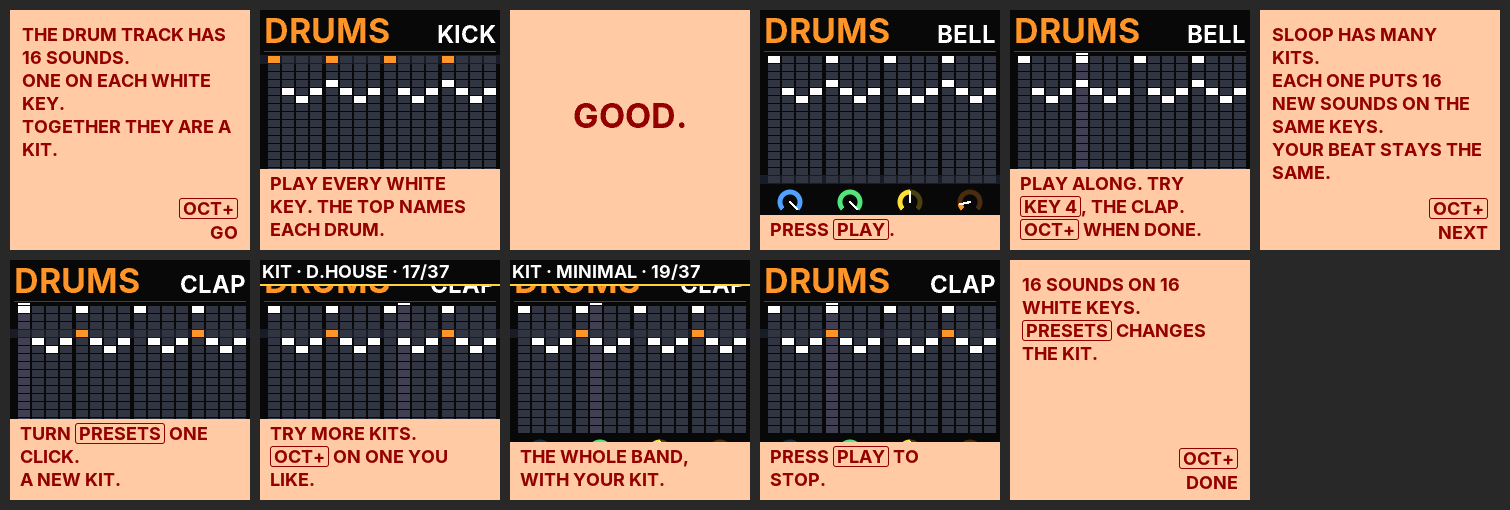 THE DRUM TRACK HAS
16 SOUNDS.
ONE ON EACH WHITE
KEY.
TOGETHER THEY ARE A
KIT.
OCT+
GO
DRUMS KICK
PLAY EVERY WHITE
KEY. THE TOP NAMES
EACH DRUM.
GOOD.
DRUMS BELL
PRESS PLAY.
DRUMS BELL
PLAY ALONG. TRY
KEY 4, THE CLAP.
OCT+ WHEN DONE.
SLOOP HAS MANY
KITS.
EACH ONE PUTS 16
NEW SOUNDS ON THE
SAME KEYS.
YOUR BEAT STAYS THE
SAME.
OCT+
NEXT
DRUMS CLAP
TURN PRESETS ONE
CLICK.
A NEW KIT.
KIT · D.HOUSE · 17/37
DRUMS CLAP
TRY MORE KITS.
OCT+ ON ONE YOU
LIKE.
KIT · MINIMAL · 19/37
DRUMS CLAP
THE WHOLE BAND,
WITH YOUR KIT.
DRUMS CLAP
PRESS PLAY TO
STOP.
16 SOUNDS ON 16
WHITE KEYS.
PRESETS CHANGES
THE KIT.
OCT+
DONE